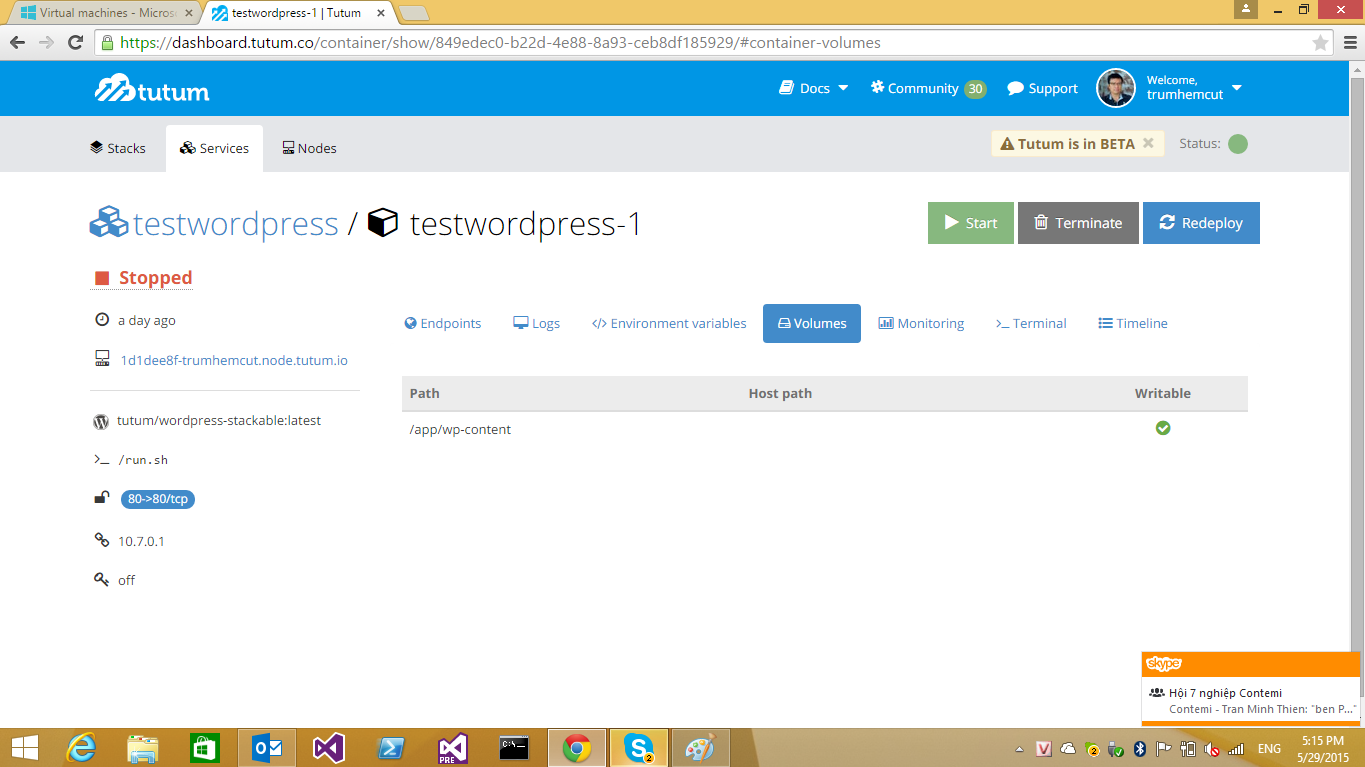 Virtual machines - Micros
testwordpress-1 | Tutum
https://dashboard.tutum.co/container/show/849edec0-b22d-4e88-8a93-ceb8df185929/#container-volumes
tutum
Docs
Community 30
Support
Welcome,
trumhemcut
Stacks
Services
Nodes
Tutum is in BETA
Status:
testwordpress / testwordpress-1
Start
Terminate
Redeploy
Stopped
a day ago
1d1dee8f-trumhemcut.node.tutum.io
tutum/wordpress-stackable:latest
/run.sh
80->80/tcp
10.7.0.1
off
Endpoints
Logs
Environment variables
Volumes
Monitoring
Terminal
Timeline
Path Host path Writable
/app/wp-content
skype
Hội 7 nghiệp Contemi
Contemi - Tran Minh Thien: "ben P..."
PRE
C:\
2
2
ENG
5:15 PM
5/29/2015